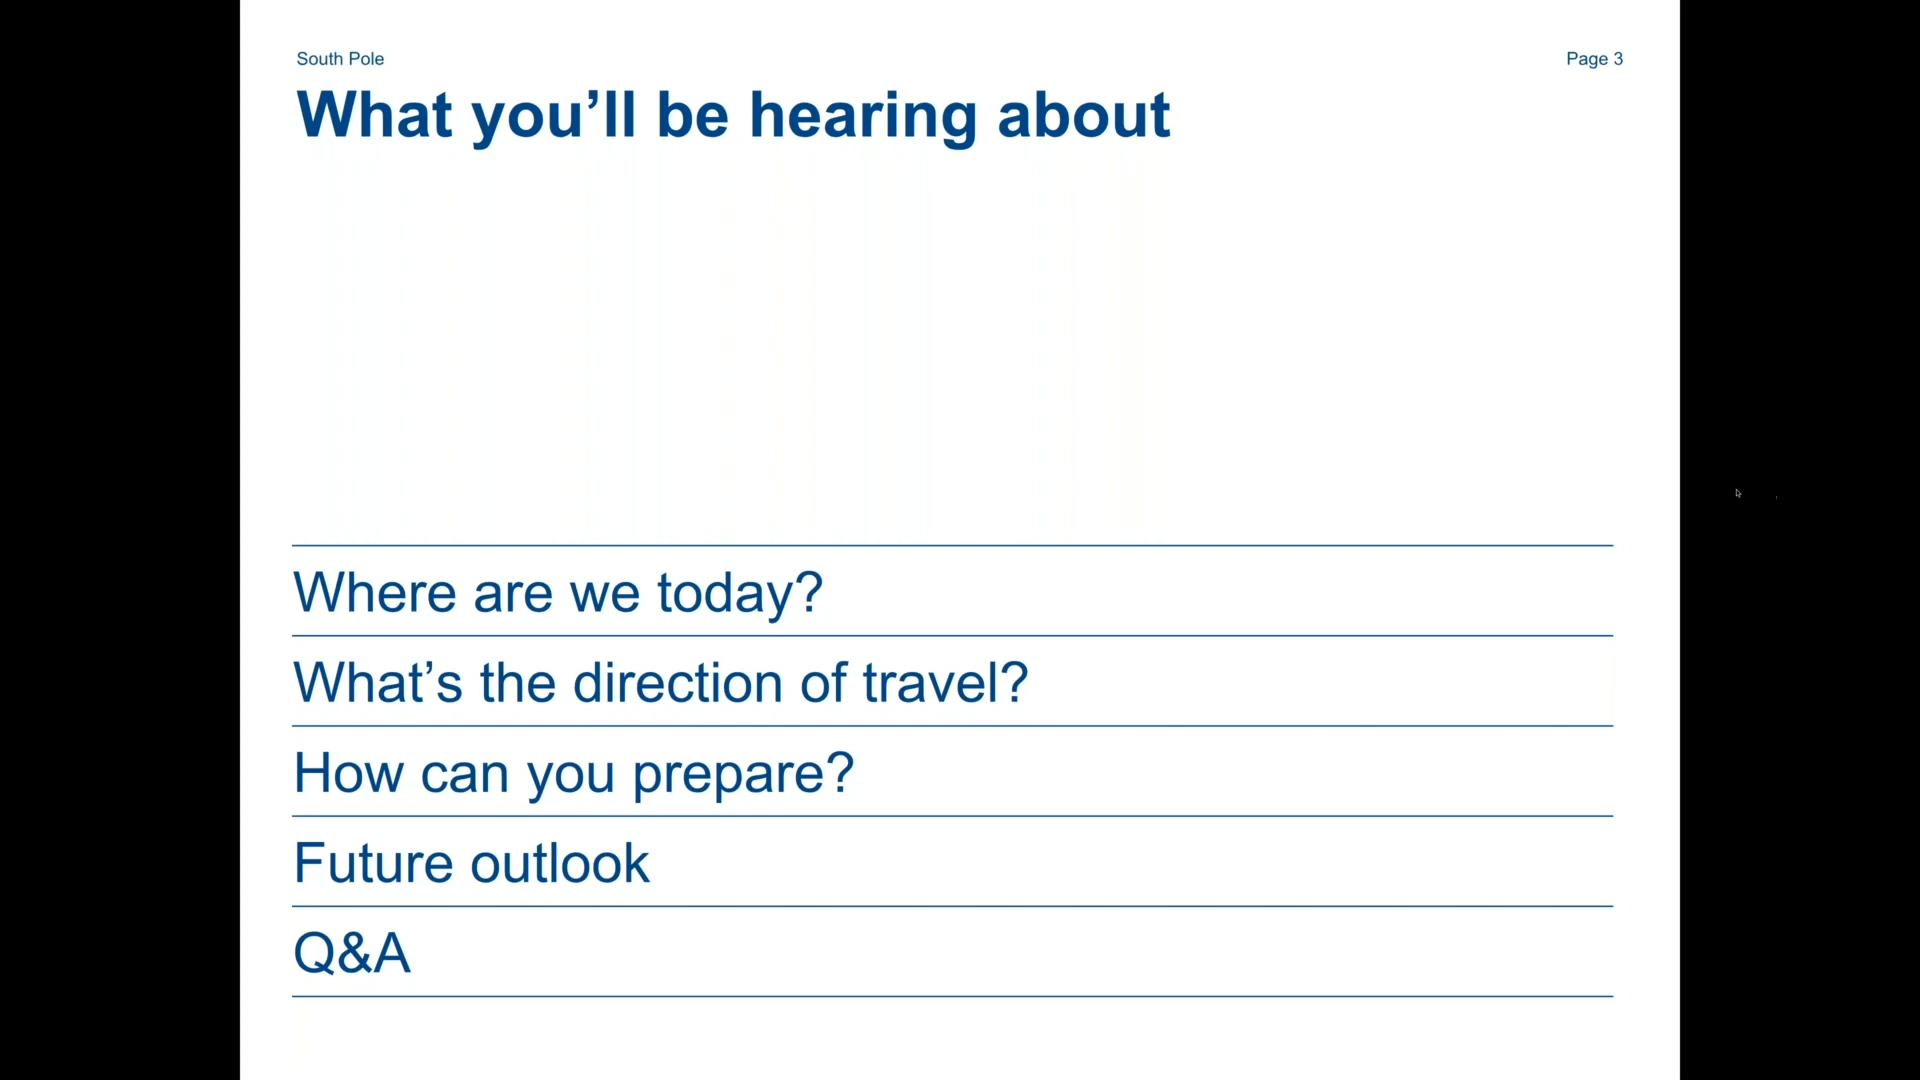 South Pole
Page 3
What you’ll be hearing about
Where are we today?
What’s the direction of travel?
How can you prepare?
Future outlook
Q&A